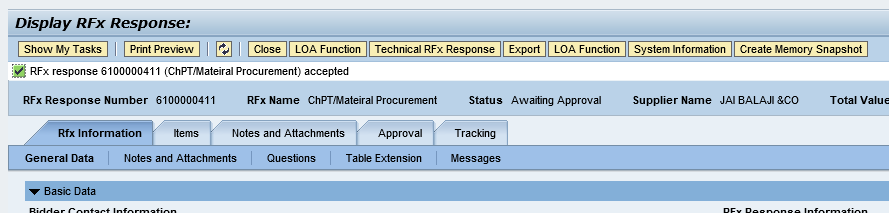 Display RFx Response:
Show My Tasks Print Preview Close LOA Function Technical RFx Response Export LOA Function System Information Create Memory Snapshot
RFx response 6100000411 (ChPT/Mateiral Procurement) accepted
RFx Response Number 6100000411 RFx Name ChPT/Mateiral Procurement Status Awaiting Approval Supplier Name JAI BALAJI &CO Total Value
Rfx Information Items Notes and Attachments Approval Tracking
General Data Notes and Attachments Questions Table Extension Messages
Basic Data
Bidder Contact Information RFx Response Information